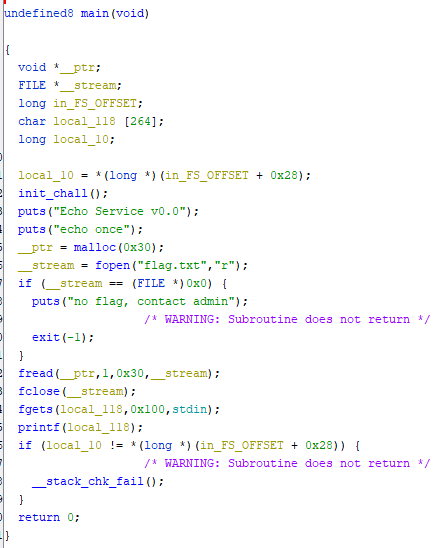 undefined8 main(void)
{
void *__ptr;
FILE *__stream;
long in_FS_OFFSET;
char local_118 [264];
long local_10;
local_10 = *(long *)(in_FS_OFFSET + 0x28);
init_chall();
puts("Echo Service v0.0");
puts("echo once");
__ptr = malloc(0x30);
__stream = fopen("flag.txt","r");
if (__stream == (FILE *)0x0) {
puts("no flag, contact admin");
/* WARNING: Subroutine does not return */
exit(-1);
}
fread(__ptr,1,0x30,__stream);
fclose(__stream);
fgets(local_118,0x100,stdin);
printf(local_118);
if (local_10 != *(long *)(in_FS_OFFSET + 0x28)) {
/* WARNING: Subroutine does not return */
__stack_chk_fail();
}
return 0;
}